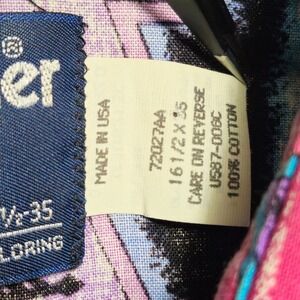 ®
ler
1/2-35
LORING
MADE IN USA
72027AA
16 1/2 X 35
CARE ON REVERSE
U587-006C
100% COTTON